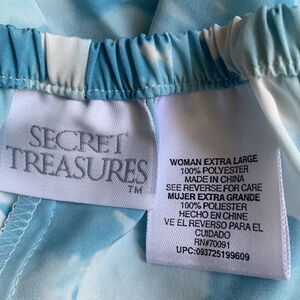 SECRET
TREASURES
TM
WOMAN EXTRA LARGE
100% POLYESTER
MADE IN CHINA
SEE REVERSE FOR CARE
MUJER EXTRA GRANDE
100% POLYESTER
HECHO EN CHINE
VE EL REVERSO PARA EL
CUIDADO
RN#70091
UPC:093725199609